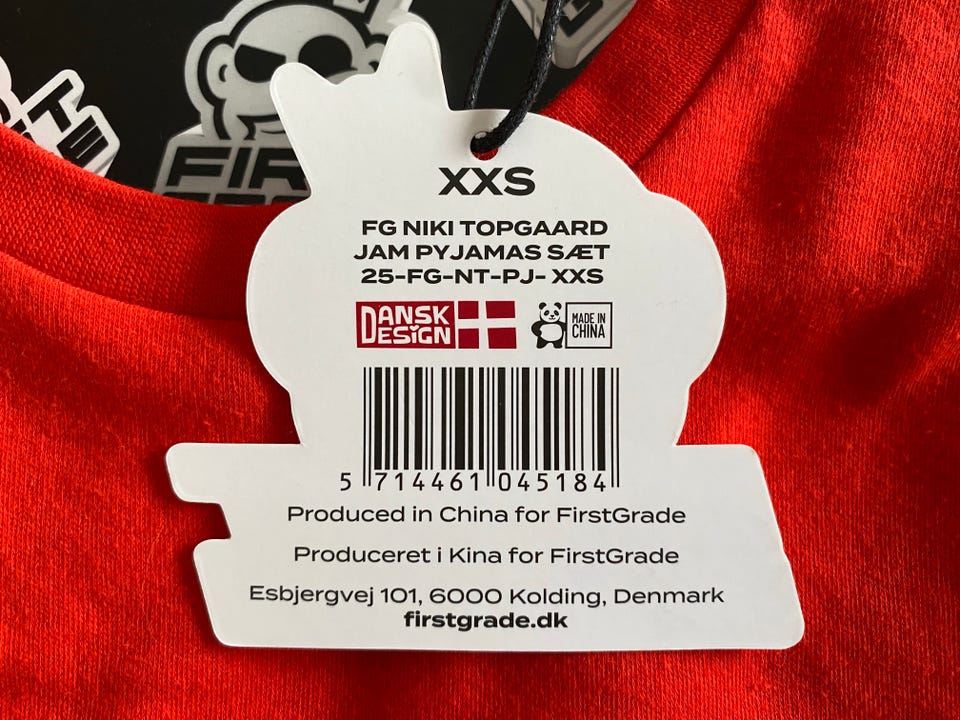 FIR
XXS
FG NIKI TOPGAARD
JAM PYJAMAS SÆT
25-FG-NT-PJ- XXS
DANSK
DESIGN
MADE IN
CHINA
5 714461 045184
Produced in China for FirstGrade
Produceret i Kina for FirstGrade
Esbjergvej 101, 6000 Kolding, Denmark
firstgrade.dk